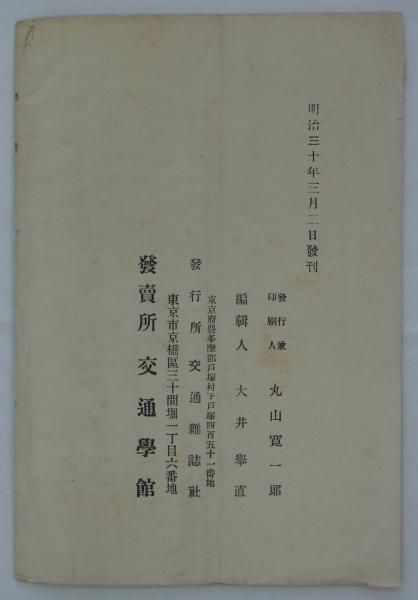 明治三十年三月二日發刊
發行兼
印刷人 丸山寬一郎
編輯人 大井擧直
東京府豊多摩郡戸塚村下戸塚四百五十一番地
發行所 交通雜誌社
東京市京橋區三十間堀一丁目六番地
發賣所 交通學館